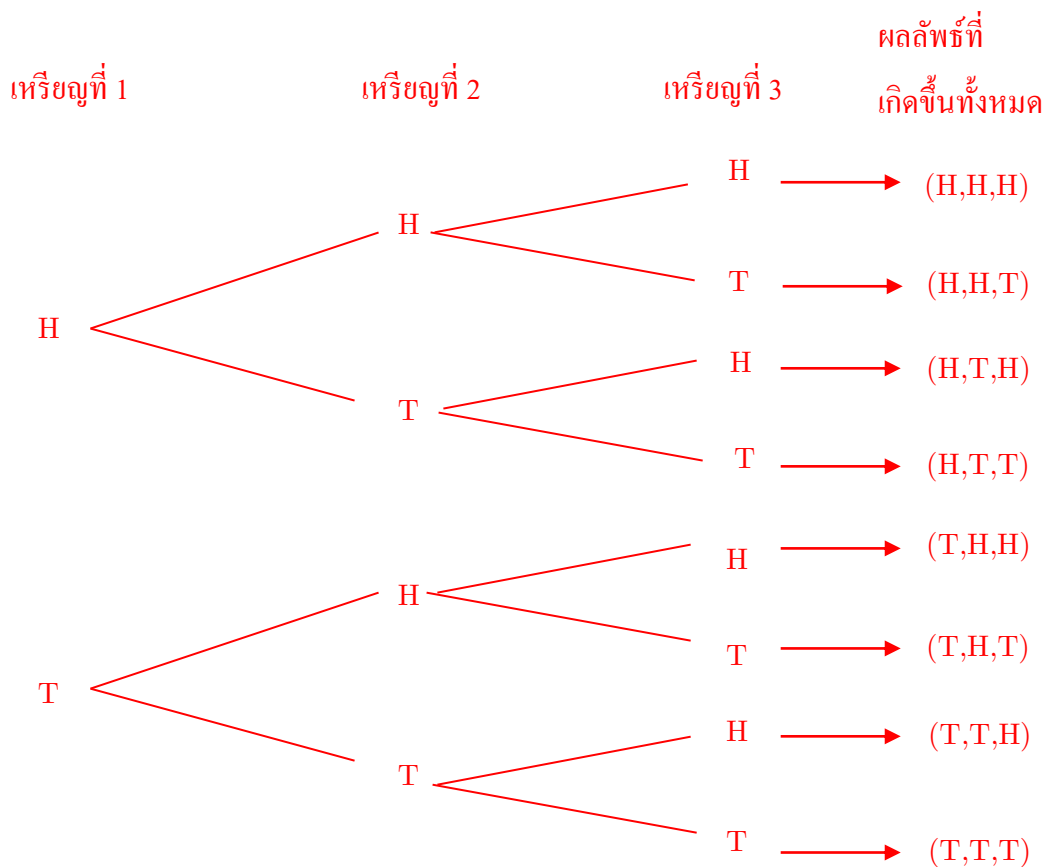 ผลลัพธ์ที่
เหรียญที่ 1 เหรียญที่ 2 เหรียญที่ 3 เกิดขึ้นทั้งหมด
H (H,H,H)
H
T (H,H,T)
H
H (H,T,H)
T
T (H,T,T)
H (T,H,H)
H
T (T,H,T)
T
H (T,T,H)
T
T (T,T,T)